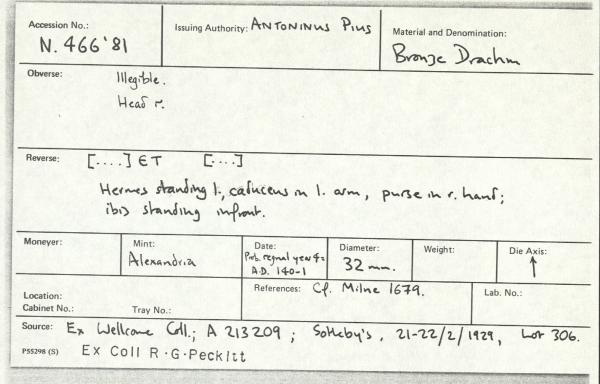 Accession No.: Issuing Authority: ANTONINUS PIUS Material and Denomination:
N. 466'81 Bronze Drachm
Obverse: Illegible.
Head r.
Reverse: [....] ET [....]
Hermes standing l., caduceus in l. arm, purse in r. hand;
ibis standing infront.
Moneyer: Mint: Date: Diameter: Weight: Die Axis:
Alexandria Prob. regnal year 4 = 32 mm. ↑
A.D. 140-1
Location: References: Cf. Milne 1679. Lab. No.:
Cabinet No.: Tray No.:
Source: Ex Wellcome Coll.; A 213209; Sotheby's, 21-22/2/1929, Lot 306.
P55298 (S) Ex Coll R·G·Peckitt